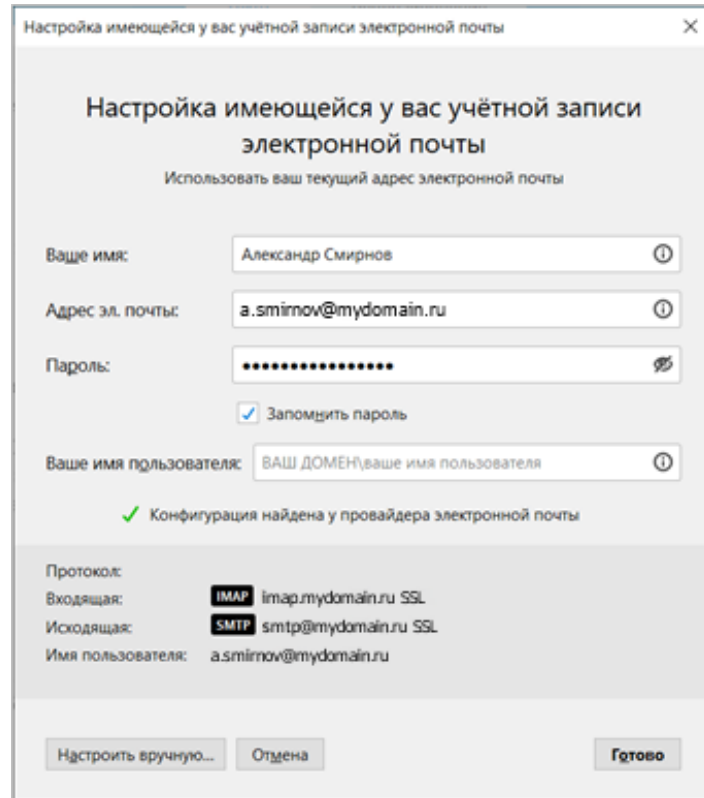 Настройка имеющейся у вас учётной записи электронной почты
Настройка имеющейся у вас учётной записи
электронной почты
Использовать ваш текущий адрес электронной почты
Ваше имя: Александр Смирнов
Адрес эл. почты: a.smirnov@mydomain.ru
Пароль: ••••••••••••••••
Запомнить пароль
Ваше имя пользователя: ВАШ ДОМЕН\ваше имя пользователя
Конфигурация найдена у провайдера электронной почты
Протокол:
Входящая: IMAP imap.mydomain.ru SSL
Исходящая: SMTP smtp@mydomain.ru SSL
Имя пользователя: a.smirnov@mydomain.ru
Настроить вручную... Отмена Готово